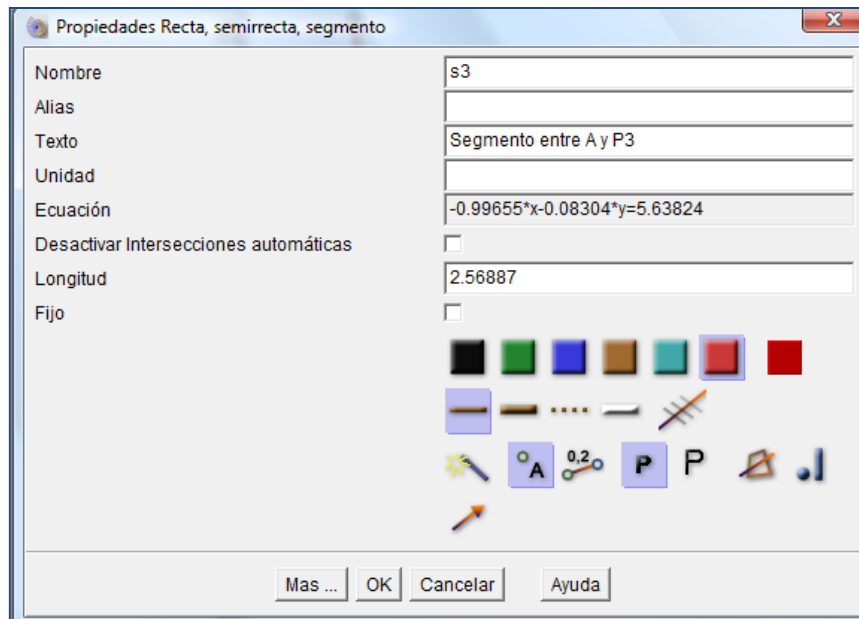 Propiedades Recta, semirrecta, segmento
Nombre s3
Alias
Texto Segmento entre A y P3
Unidad
Ecuación -0.99655*x-0.08304*y=5.63824
Desactivar Intersecciones automáticas
Longitud 2.56887
Fijo
A 0,2 P P
Mas ... OK Cancelar Ayuda